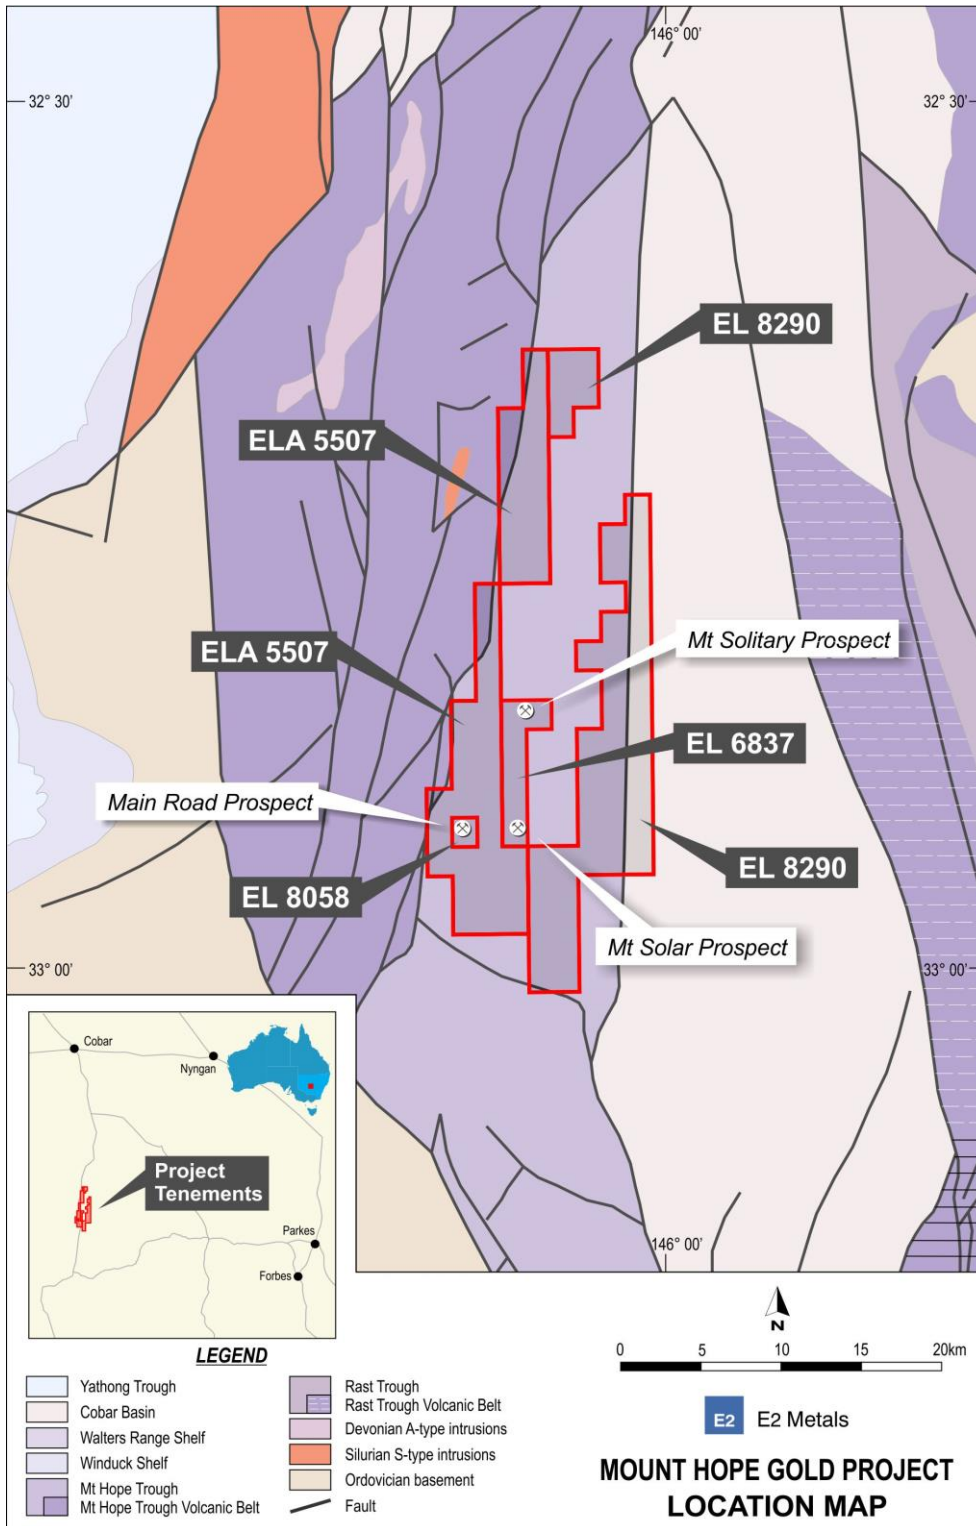 146° 00'
32° 30'
32° 30'
EL 8290
ELA 5507
ELA 5507
Mt Solitary Prospect
EL 6837
Main Road Prospect
EL 8290
EL 8058
Mt Solar Prospect
33° 00'
33° 00'
Cobar
Nyngan
Project
Tenements
Parkes
Forbes
146° 00'
N
LEGEND
Yathong Trough
Cobar Basin
Walters Range Shelf
Winduck Shelf
Mt Hope Trough
Mt Hope Trough Volcanic Belt
Rast Trough
Rast Trough Volcanic Belt
Devonian A-type intrusions
Silurian S-type intrusions
Ordovician basement
Fault
0 5 10 15 20km
E2 E2 Metals
MOUNT HOPE GOLD PROJECT
LOCATION MAP